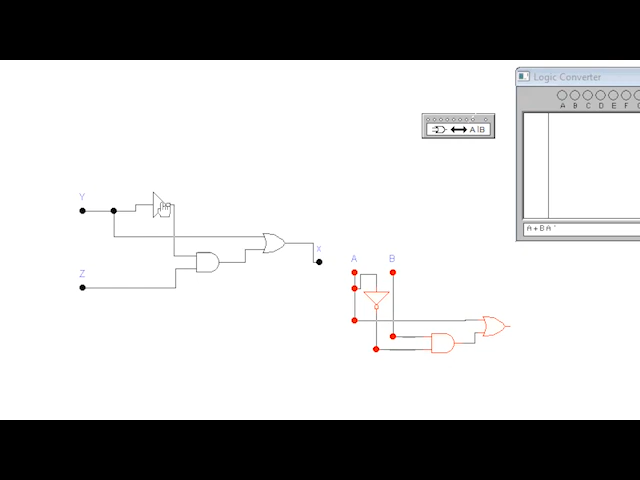 Logic Converter
A B C D E F G
A|B
A+BA'
Y
Z
x
A B